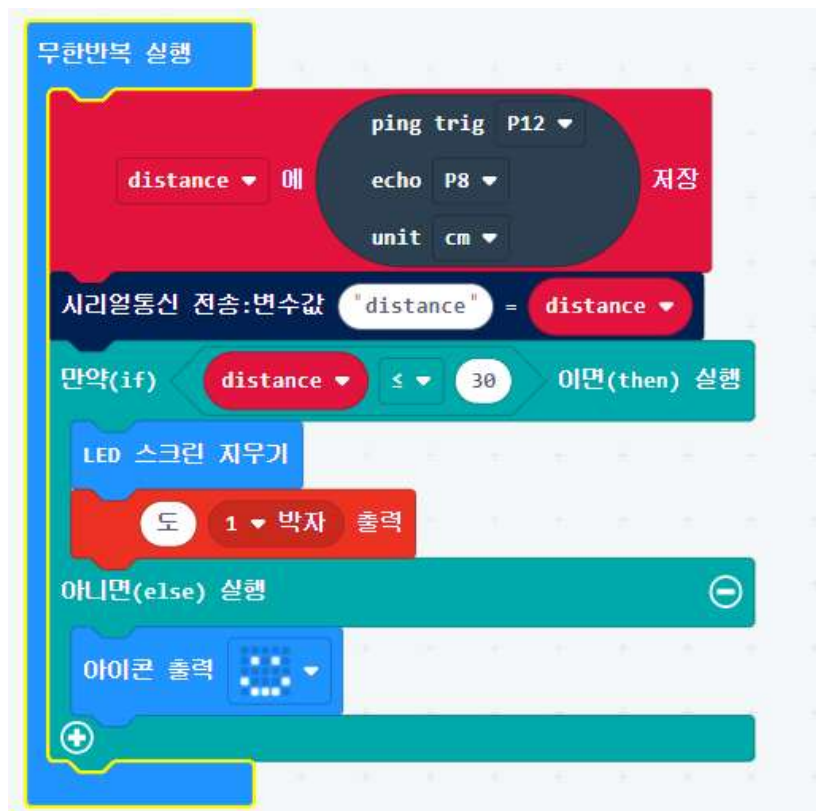 무한반복 실행
ping trig P12
distance 에 echo P8 저장
unit cm
시리얼통신 전송:변수값 "distance" = distance
만약(if) distance ≤ 30 이면(then) 실행
LED 스크린 지우기
도 1 박자 출력
아니면(else) 실행
아이콘 출력